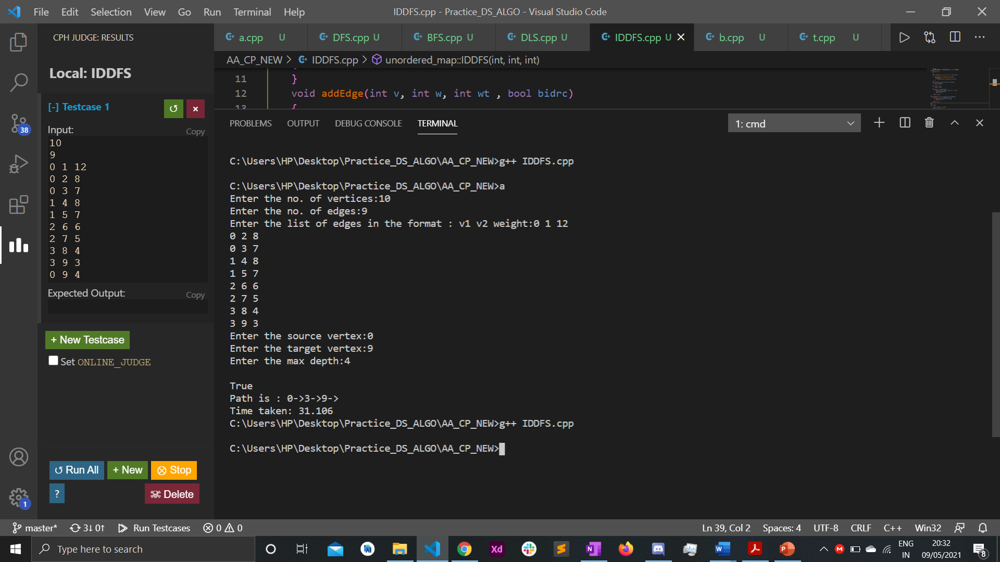 File Edit Selection View Go Run Terminal Help
IDDFS.cpp - Practice_DS_ALGO - Visual Studio Code
CPH JUDGE: RESULTS
a.cpp U
DFS.cpp U
BFS.cpp U
DLS.cpp U
IDDFS.cpp U
b.cpp U
t.cpp U
AA_CP_NEW > IDDFS.cpp > unordered_map::IDDFS(int, int, int)
Local: IDDFS
[-] Testcase 1
Input:
Copy
10
9
0 1 12
0 2 8
0 3 7
1 4 8
1 5 7
2 6 6
2 7 5
3 8 4
3 9 3
0 9 4
Expected Output:
Copy
+ New Testcase
Set ONLINE_JUDGE
Run All
+ New
Stop
?
Delete
38
1
11 }
12 void addEdge(int v, int w, int wt , bool bidrc)
13 {
PROBLEMS OUTPUT DEBUG CONSOLE TERMINAL
1: cmd
C:\Users\HP\Desktop\Practice_DS_ALGO\AA_CP_NEW>g++ IDDFS.cpp
C:\Users\HP\Desktop\Practice_DS_ALGO\AA_CP_NEW>a
Enter the no. of vertices:10
Enter the no. of edges:9
Enter the list of edges in the format : v1 v2 weight:0 1 12
0 2 8
0 3 7
1 4 8
1 5 7
2 6 6
2 7 5
3 8 4
3 9 3
Enter the source vertex:0
Enter the target vertex:9
Enter the max depth:4
True
Path is : 0->3->9->
Time taken: 31.106
C:\Users\HP\Desktop\Practice_DS_ALGO\AA_CP_NEW>g++ IDDFS.cpp
C:\Users\HP\Desktop\Practice_DS_ALGO\AA_CP_NEW>
master* 3↓ 0↑ Run Testcases 0 0
Ln 39, Col 2 Spaces: 4 UTF-8 CRLF C++ Win32
Type here to search
Xd
ENG
IN
20:32
09/05/2021
8